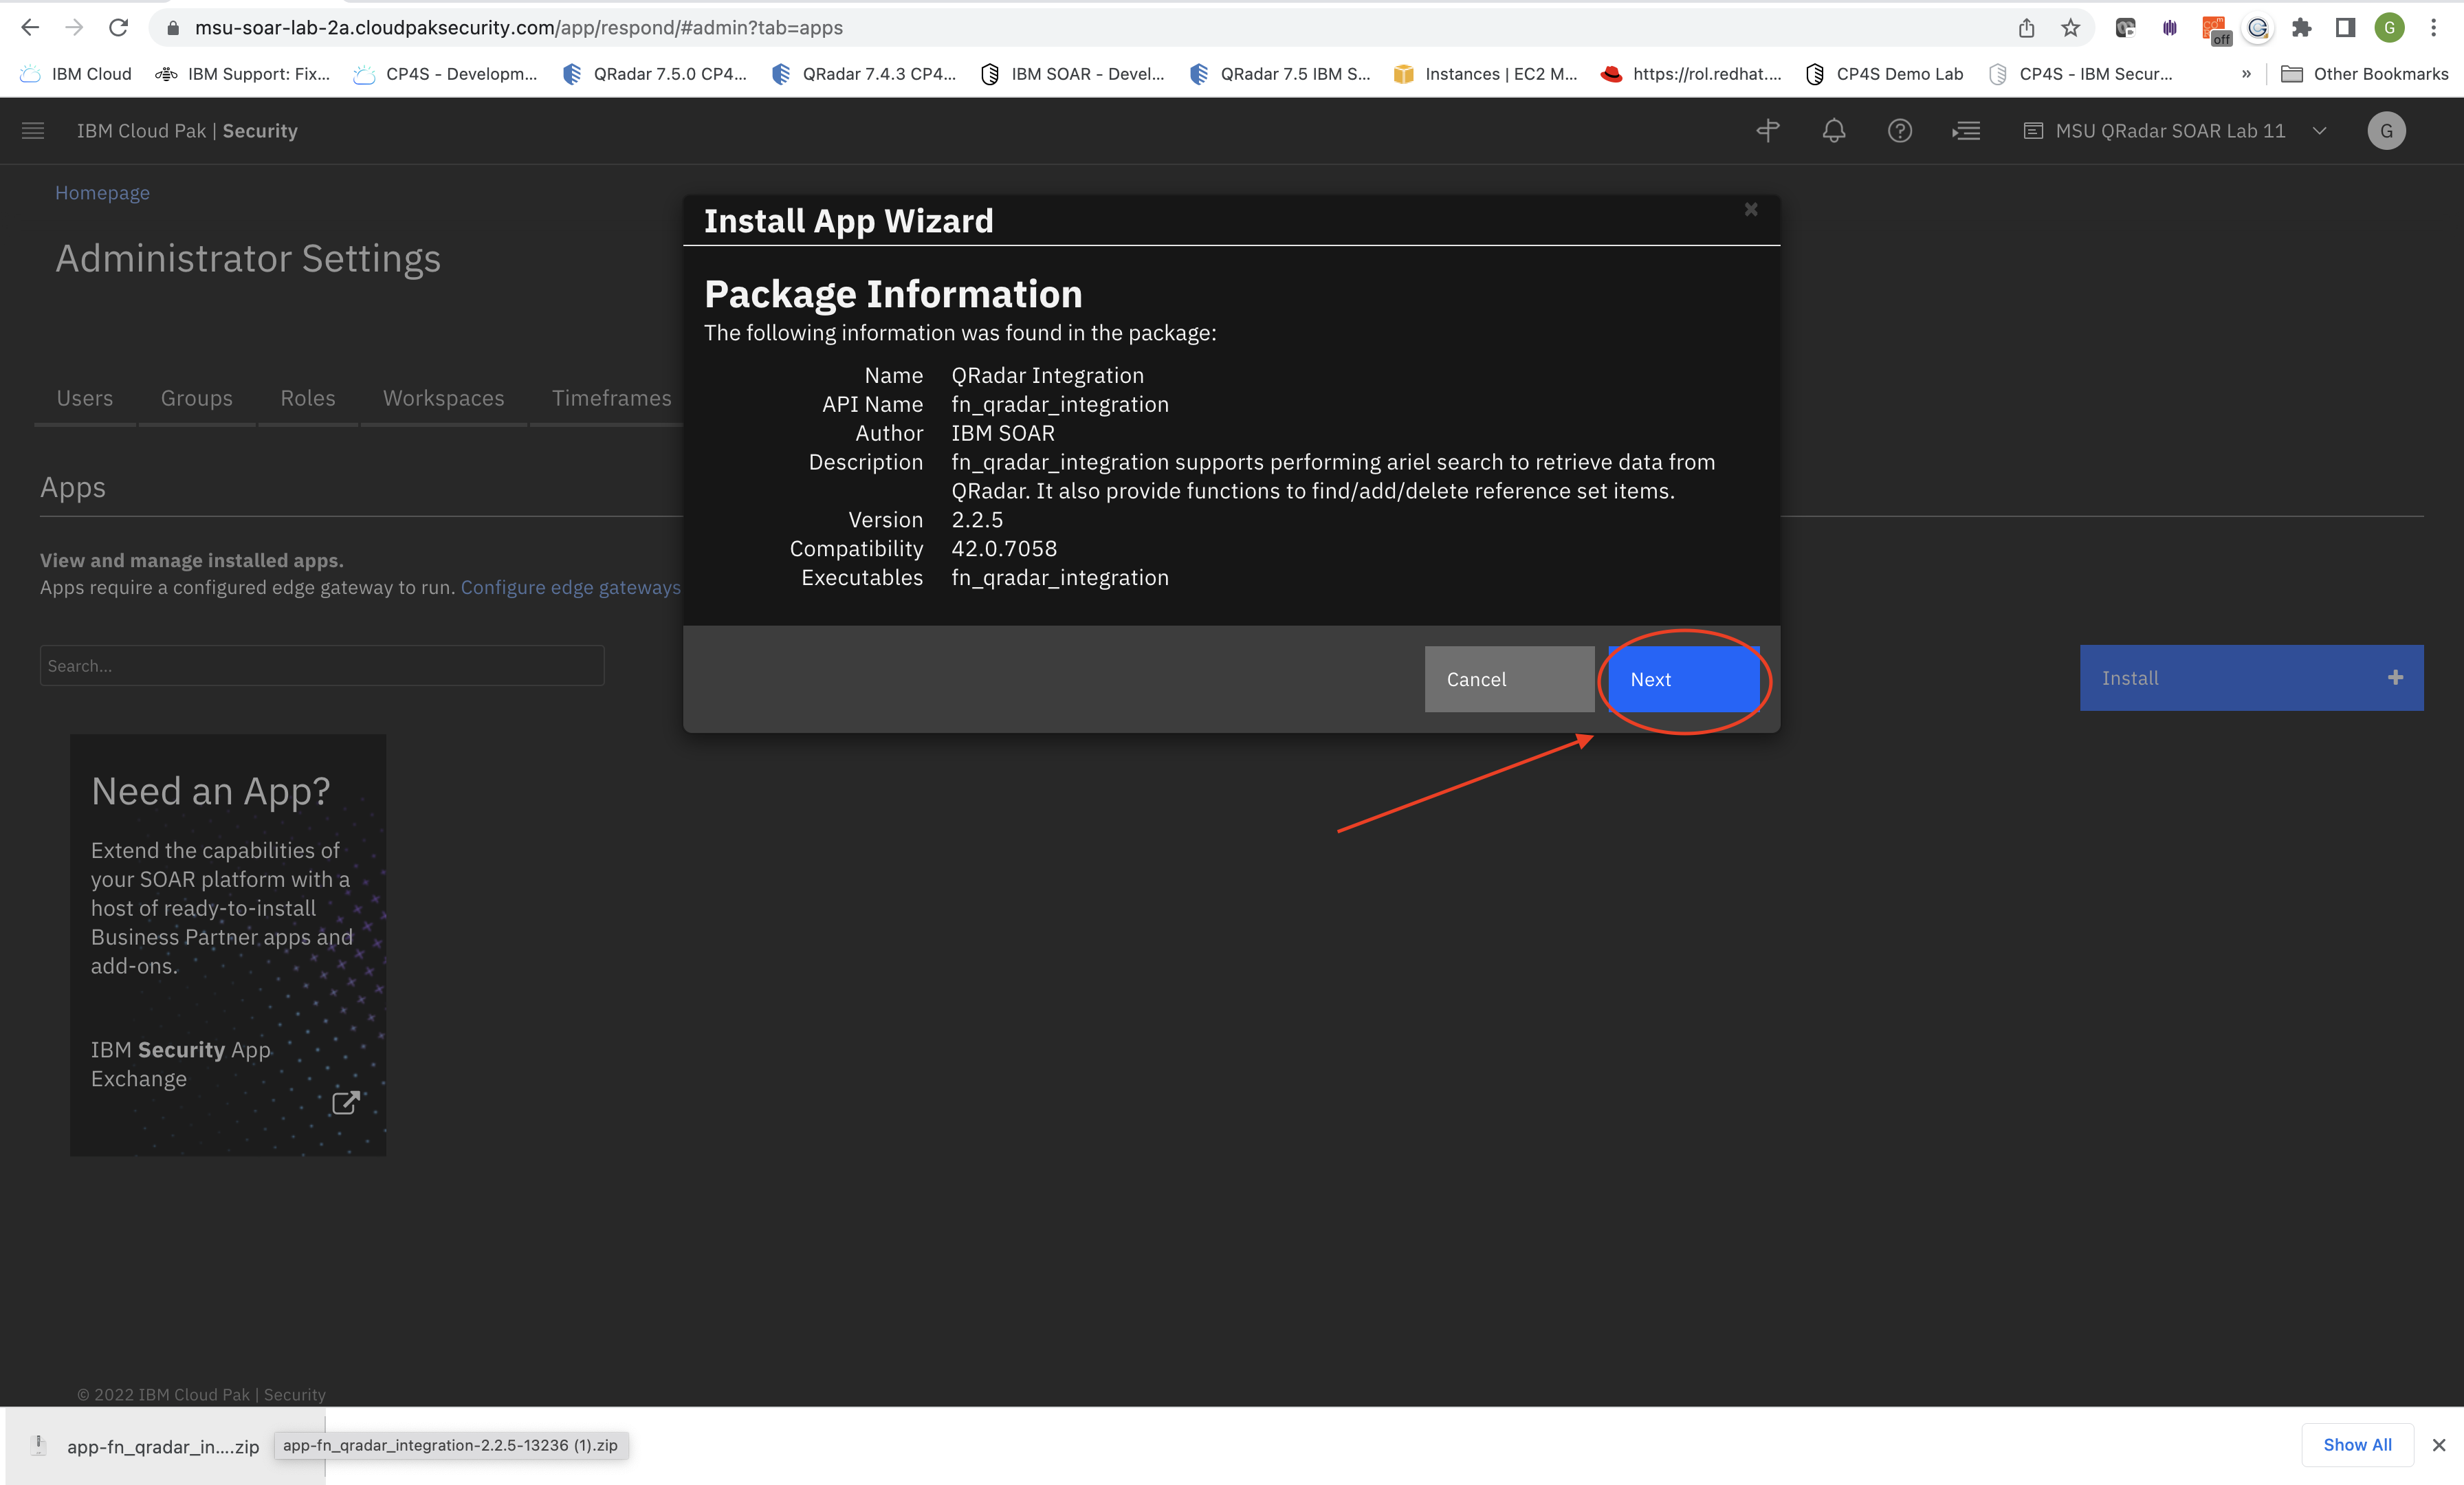 msu-soar-lab-2a.cloudpaksecurity.com/app/respond/#admin?tab=apps
off
G
IBM Cloud
IBM Support: Fix...
CP4S - Developm...
QRadar 7.5.0 CP4...
QRadar 7.4.3 CP4...
IBM SOAR - Devel...
QRadar 7.5 IBM S...
Instances | EC2 M...
https://rol.redhat....
CP4S Demo Lab
CP4S - IBM Secur...
»
Other Bookmarks
IBM Cloud Pak | Security
MSU QRadar SOAR Lab 11
G
Homepage
Administrator Settings
Users
Groups
Roles
Workspaces
Timeframes
Apps
View and manage installed apps.
Apps require a configured edge gateway to run. Configure edge gateways
Search...
Install +
Install App Wizard
Package Information
The following information was found in the package:
Name QRadar Integration
API Name fn_qradar_integration
Author IBM SOAR
Description fn_qradar_integration supports performing ariel search to retrieve data from
QRadar. It also provide functions to find/add/delete reference set items.
Version 2.2.5
Compatibility 42.0.7058
Executables fn_qradar_integration
Cancel
Next
Need an App?
Extend the capabilities of
your SOAR platform with a
host of ready-to-install
Business Partner apps and
add-ons.
IBM Security App
Exchange
© 2022 IBM Cloud Pak | Security
app-fn_qradar_in....zip
app-fn_qradar_integration-2.2.5-13236 (1).zip
Show All